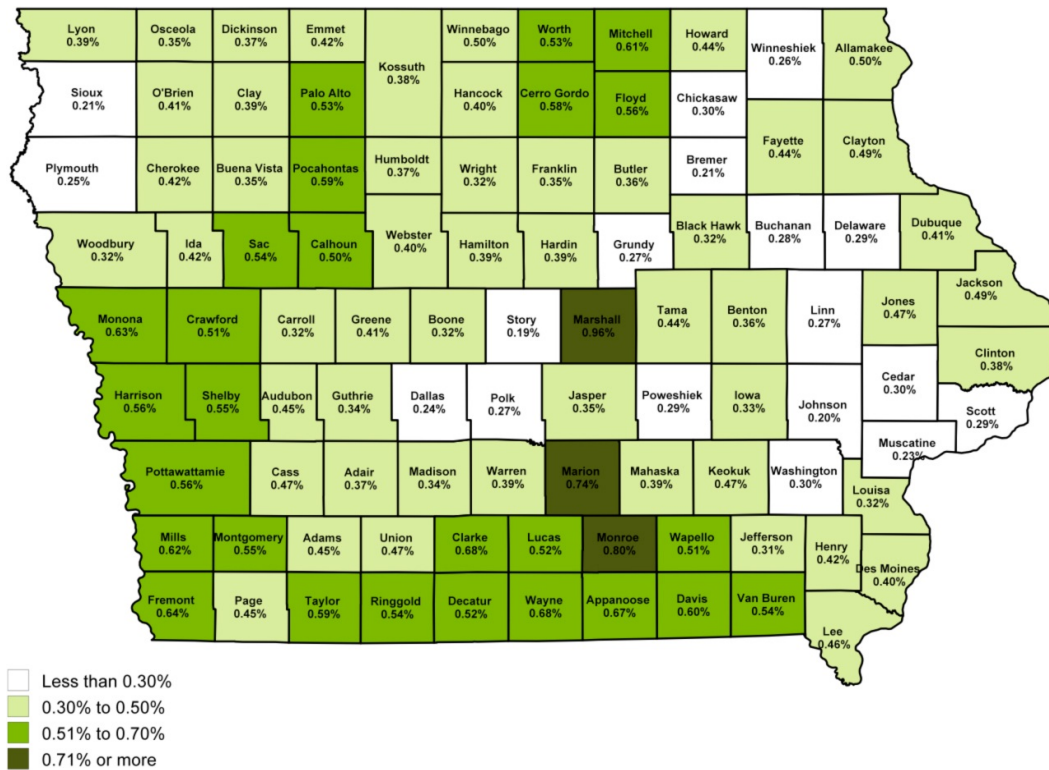 Lyon
0.39%
Osceola
0.35%
Dickinson
0.37%
Emmet
0.42%
Kossuth
0.38%
Winnebago
0.50%
Worth
0.53%
Mitchell
0.61%
Howard
0.44%
Winneshiek
0.26%
Allamakee
0.50%
Sioux
0.21%
O'Brien
0.41%
Clay
0.39%
Palo Alto
0.53%
Hancock
0.40%
Cerro Gordo
0.58%
Floyd
0.56%
Chickasaw
0.30%
Fayette
0.44%
Clayton
0.49%
Plymouth
0.25%
Cherokee
0.42%
Buena Vista
0.35%
Pocahontas
0.59%
Humboldt
0.37%
Wright
0.32%
Franklin
0.35%
Butler
0.36%
Bremer
0.21%
Woodbury
0.32%
Ida
0.42%
Sac
0.54%
Calhoun
0.50%
Webster
0.40%
Hamilton
0.39%
Hardin
0.39%
Grundy
0.27%
Black Hawk
0.32%
Buchanan
0.28%
Delaware
0.29%
Dubuque
0.41%
Monona
0.63%
Crawford
0.51%
Carroll
0.32%
Greene
0.41%
Boone
0.32%
Story
0.19%
Marshall
0.96%
Tama
0.44%
Benton
0.36%
Linn
0.27%
Jones
0.47%
Jackson
0.49%
Clinton
0.38%
Harrison
0.56%
Shelby
0.55%
Audubon
0.45%
Guthrie
0.34%
Dallas
0.24%
Polk
0.27%
Jasper
0.35%
Poweshiek
0.29%
Iowa
0.33%
Johnson
0.20%
Cedar
0.30%
Scott
0.29%
Muscatine
0.23%
Pottawattamie
0.56%
Cass
0.47%
Adair
0.37%
Madison
0.34%
Warren
0.39%
Marion
0.74%
Mahaska
0.39%
Keokuk
0.47%
Washington
0.30%
Louisa
0.32%
Mills
0.62%
Montgomery
0.55%
Adams
0.45%
Union
0.47%
Clarke
0.68%
Lucas
0.52%
Monroe
0.80%
Wapello
0.51%
Jefferson
0.31%
Henry
0.42%
Des Moines
0.40%
Fremont
0.64%
Page
0.45%
Taylor
0.59%
Ringgold
0.54%
Decatur
0.52%
Wayne
0.68%
Appanoose
0.67%
Davis
0.60%
Van Buren
0.54%
Lee
0.46%
Less than 0.30%
0.30% to 0.50%
0.51% to 0.70%
0.71% or more